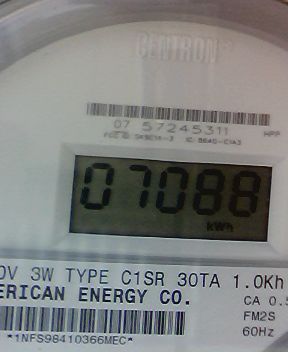 CENTRON
07 57245311
HPP
07088
kWh
0V 3W TYPE C1SR 30TA 1.0Kh
ERICAN ENERGY CO.
CA 0.5
FM2S
60Hz
*1NFS98410366MEC*